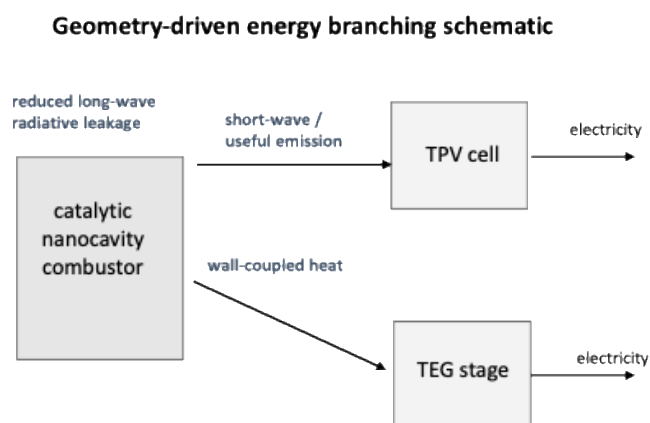 Geometry-driven energy branching schematic
reduced long-wave
radiative leakage
short-wave /
useful emission
electricity
TPV cell
catalytic
nanocavity
combustor
wall-coupled heat
electricity
TEG stage